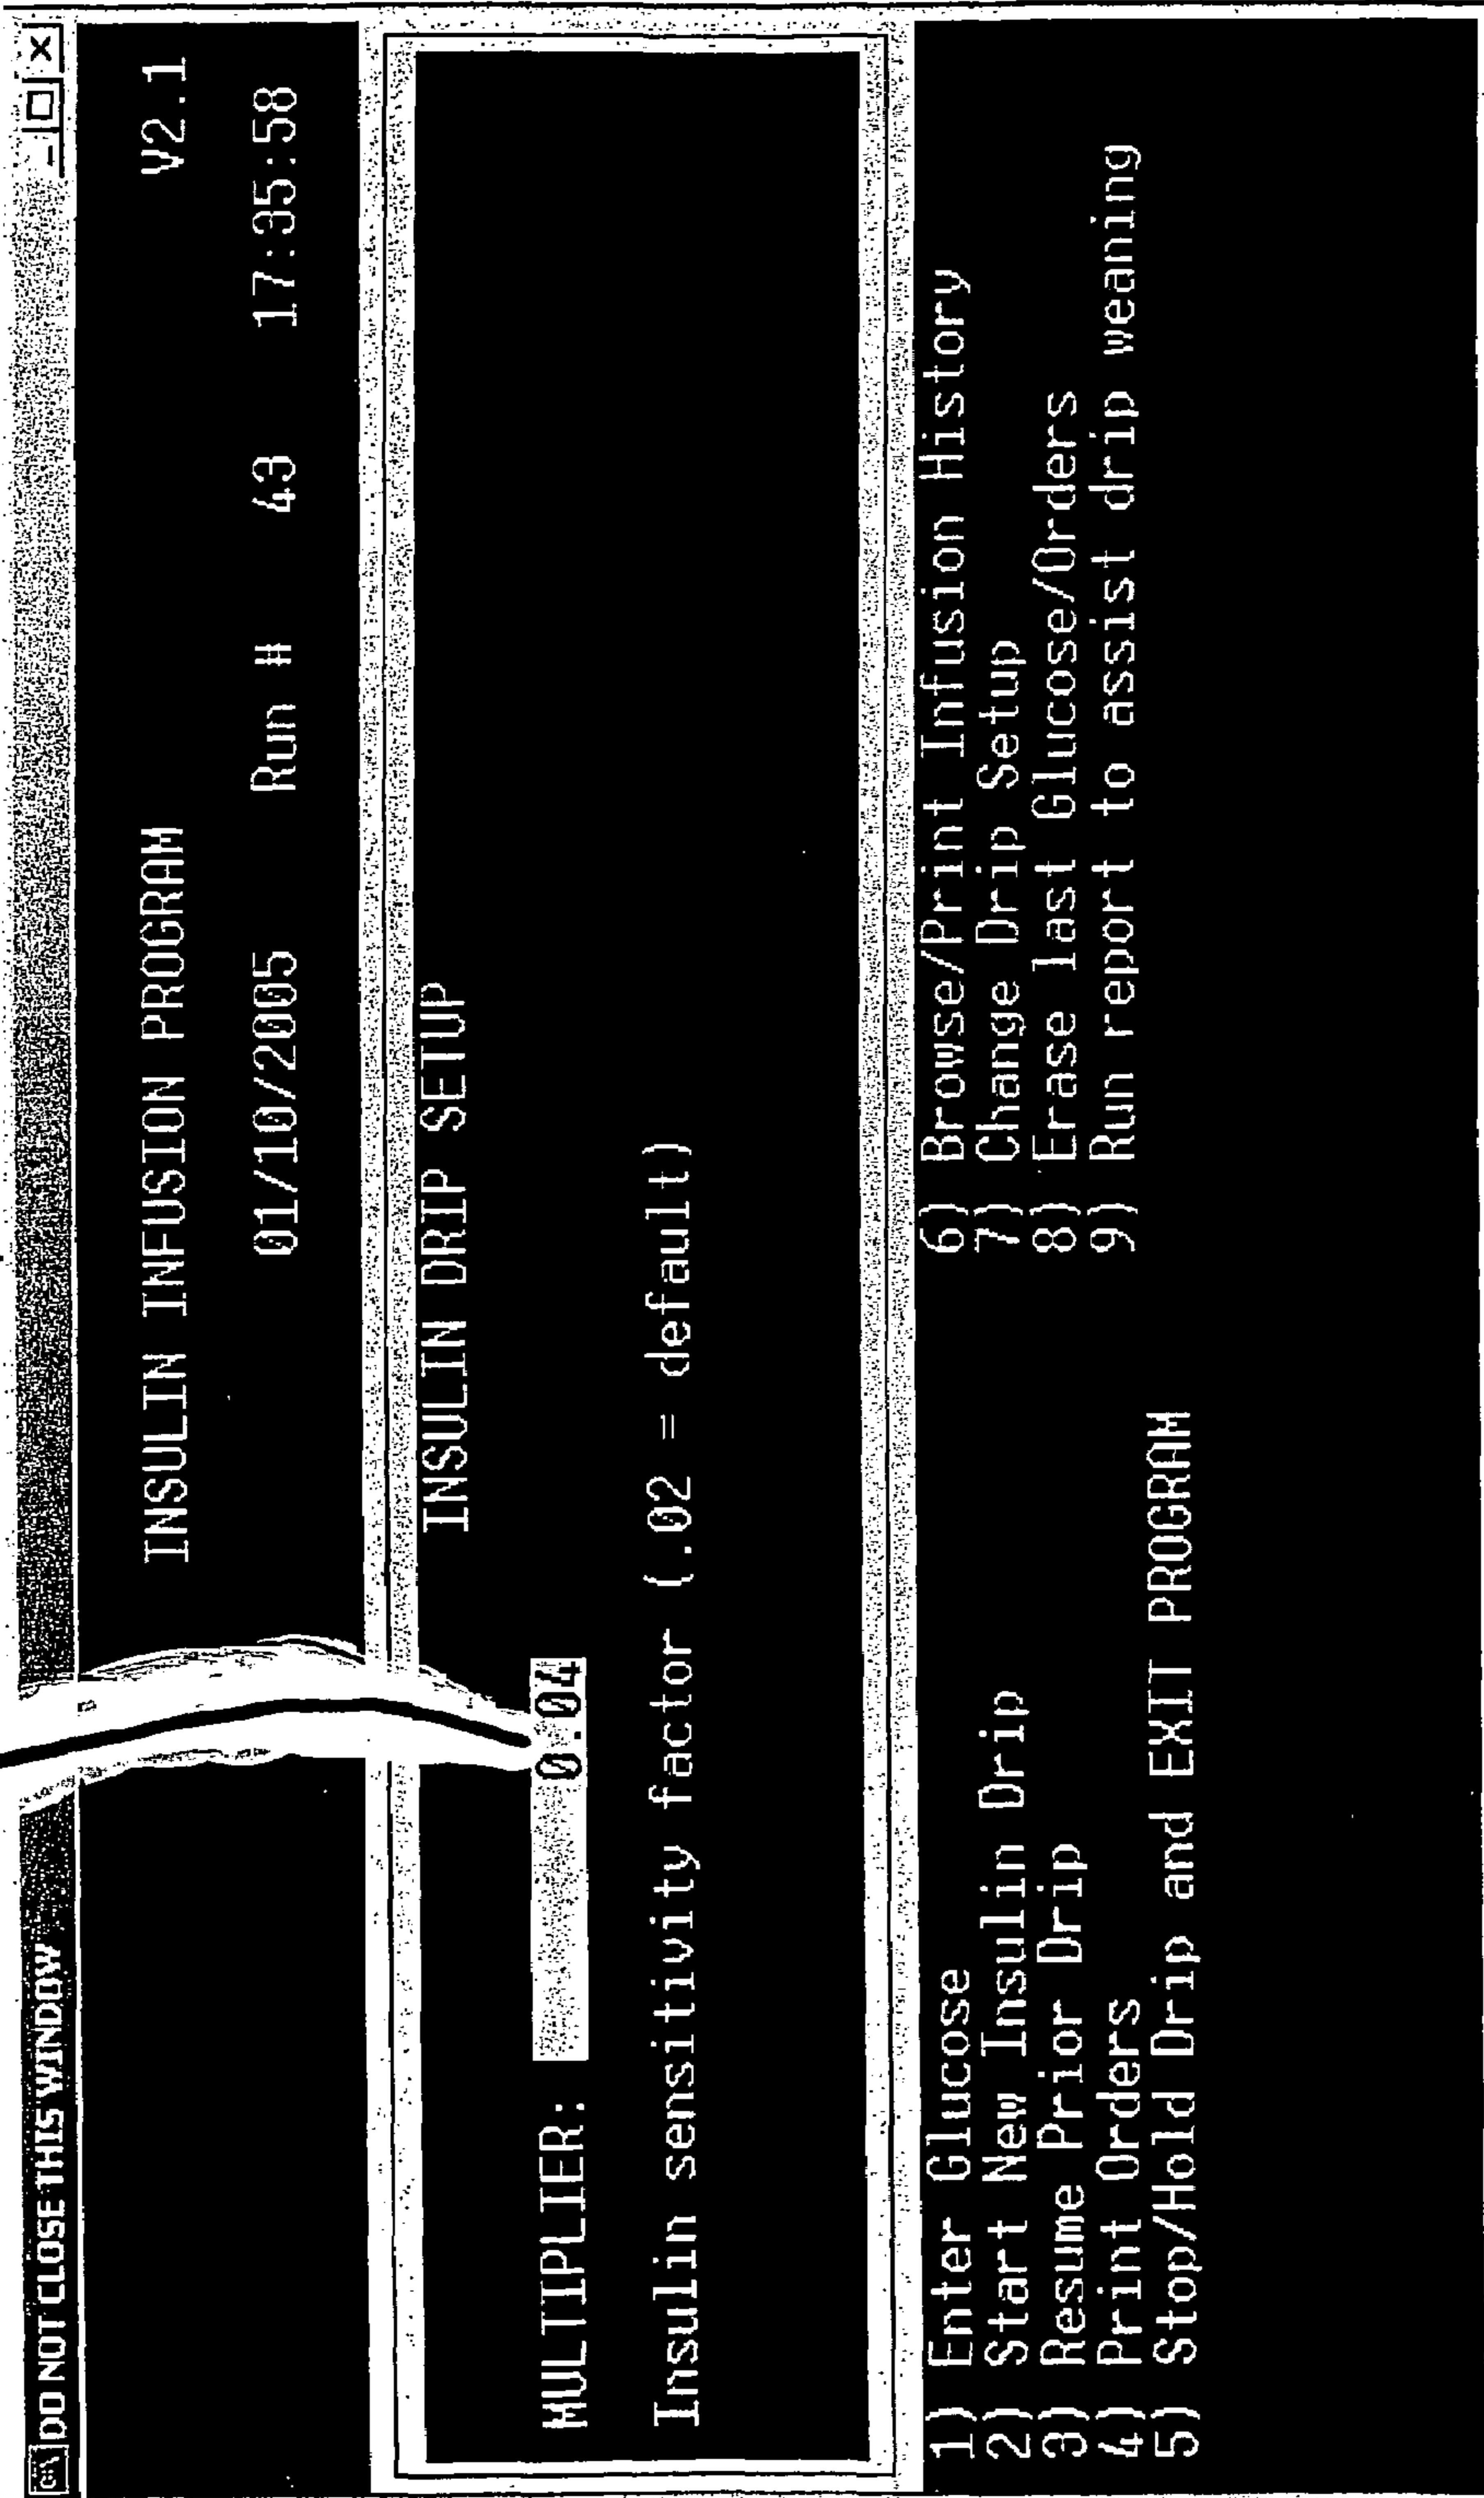 DO NOT CLOSE THIS WINDOW
INSULIN INFUSION PROGRAM V2.1
01/10/2005 Run # 43 17:35:58
INSULIN DRIP SETUP
MULTIPLIER: 0.04
Insulin sensitivity factor (.02 = default)
1) Enter Glucose
2) Start New Insulin Drip
3) Resume Prior Drip
4) Print Orders
5) Stop/Hold Drip and EXIT PROGRAM
6) Browse/Print Infusion History
7) Change Drip Setup
8) Erase last Glucose/Orders
9) Run report to assist drip weaning